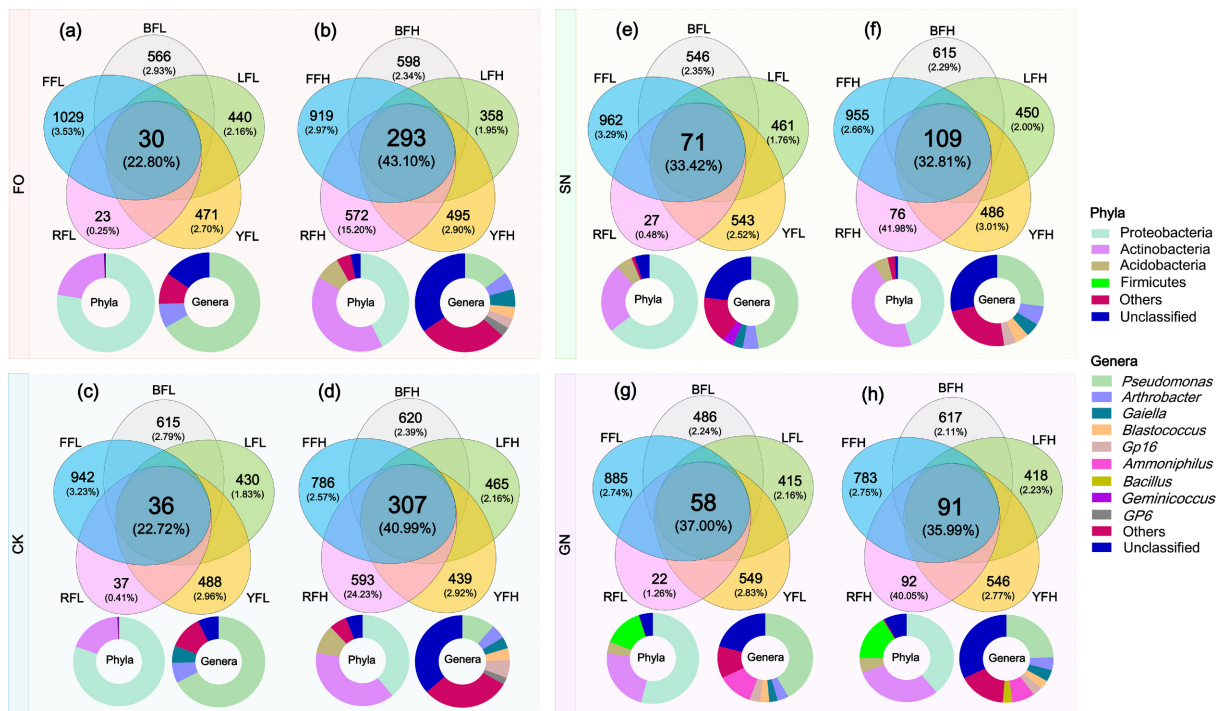 FO
(a)
BFL
566
(2.93%)
FFL
1029
(3.53%)
LFL
440
(2.16%)
30
(22.80%)
23
(0.25%)
RFL
471
(2.70%)
YFL
Phyla
Genera
(b)
BFH
598
(2.34%)
FFH
919
(2.97%)
LFH
358
(1.95%)
293
(43.10%)
572
(15.20%)
RFH
495
(2.90%)
YFH
Phyla
Genera
SN
(e)
BFL
546
(2.35%)
FFL
962
(3.29%)
LFL
461
(1.76%)
71
(33.42%)
27
(0.48%)
RFL
543
(2.52%)
YFL
Phyla
Genera
(f)
BFH
615
(2.29%)
FFH
955
(2.66%)
LFH
450
(2.00%)
109
(32.81%)
76
(41.98%)
RFH
486
(3.01%)
YFH
Phyla
Genera
CK
(c)
BFL
615
(2.79%)
FFL
942
(3.23%)
LFL
430
(1.83%)
36
(22.72%)
37
(0.41%)
RFL
488
(2.96%)
YFL
Phyla
Genera
(d)
BFH
620
(2.39%)
FFH
786
(2.57%)
LFH
465
(2.16%)
307
(40.99%)
593
(24.23%)
RFH
439
(2.92%)
YFH
Phyla
Genera
GN
(g)
BFL
486
(2.24%)
FFL
885
(2.74%)
LFL
415
(2.16%)
58
(37.00%)
22
(1.26%)
RFL
549
(2.83%)
YFL
Phyla
Genera
(h)
BFH
617
(2.11%)
FFH
783
(2.75%)
LFH
418
(2.23%)
91
(35.99%)
92
(40.05%)
RFH
546
(2.77%)
YFH
Phyla
Genera
Phyla
Proteobacteria
Actinobacteria
Acidobacteria
Firmicutes
Others
Unclassified
Genera
Pseudomonas
Arthrobacter
Gaiella
Blastococcus
Gp16
Ammoniphilus
Bacillus
Geminicoccus
GP6
Others
Unclassified